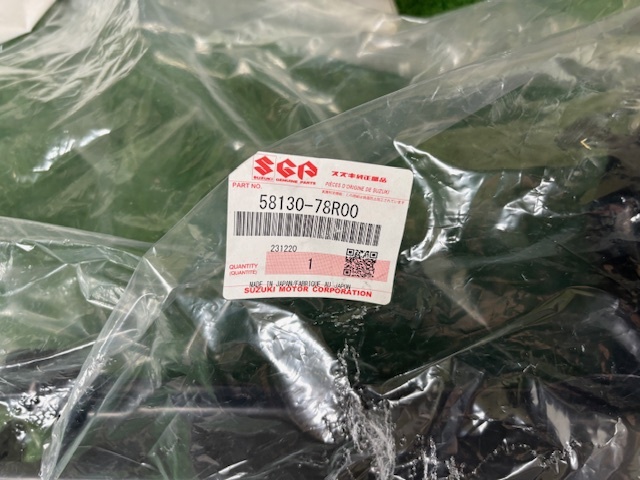 SGP
スズキ純正部品
SUZUKI GENUINE PARTS
PIÈCES D'ORIGINE DE SUZUKI
PART NO.
58130-78R00
231220
QUANTITY
(QUANTITÉ)
1
MADE IN JAPAN/FABRIQUE AU JAPON
SUZUKI MOTOR CORPORATION